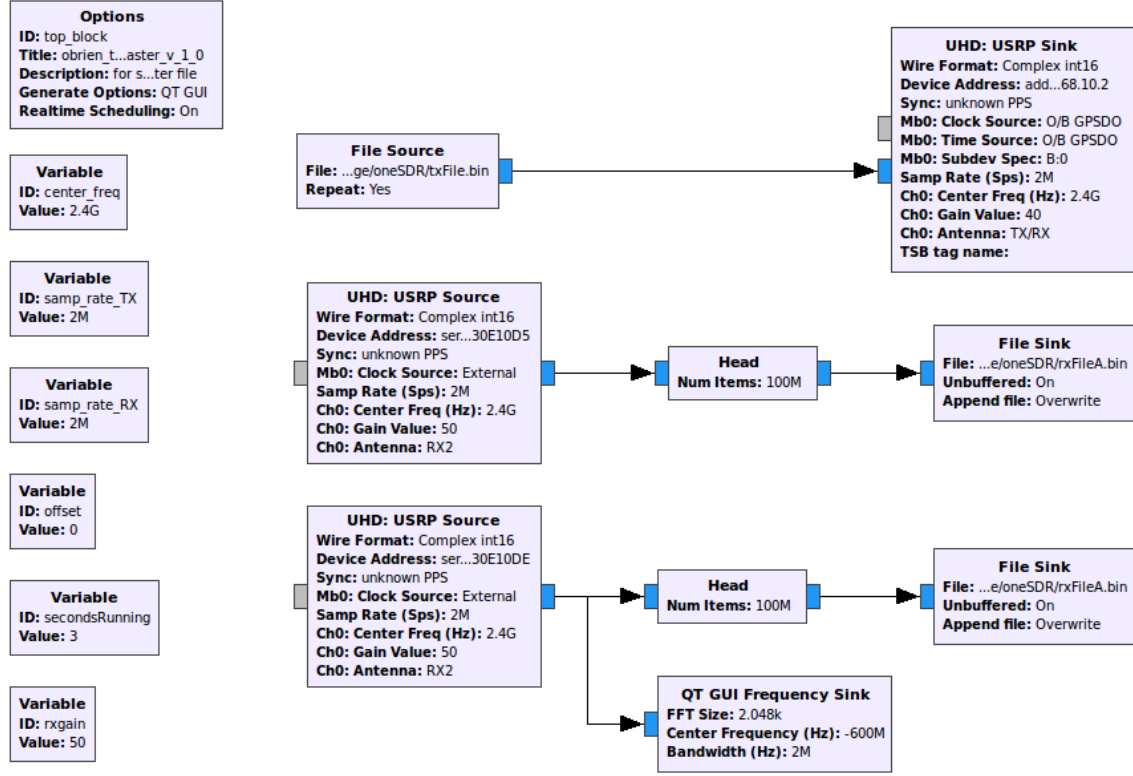 Options
ID: top_block
Title: obrien_t...aster_v_1_0
Description: for s...ter file
Generate Options: QT GUI
Realtime Scheduling: On
Variable
ID: center_freq
Value: 2.4G
Variable
ID: samp_rate_TX
Value: 2M
Variable
ID: samp_rate_RX
Value: 2M
Variable
ID: offset
Value: 0
Variable
ID: secondsRunning
Value: 3
Variable
ID: rxgain
Value: 50
File Source
File: ...ge/oneSDR/txFile.bin
Repeat: Yes
UHD: USRP Sink
Wire Format: Complex int16
Device Address: add...68.10.2
Sync: unknown PPS
Mb0: Clock Source: O/B GPSDO
Mb0: Time Source: O/B GPSDO
Mb0: Subdev Spec: B:0
Samp Rate (Sps): 2M
Ch0: Center Freq (Hz): 2.4G
Ch0: Gain Value: 40
Ch0: Antenna: TX/RX
TSB tag name:
UHD: USRP Source
Wire Format: Complex int16
Device Address: ser...30E10D5
Sync: unknown PPS
Mb0: Clock Source: External
Samp Rate (Sps): 2M
Ch0: Center Freq (Hz): 2.4G
Ch0: Gain Value: 50
Ch0: Antenna: RX2
Head
Num Items: 100M
File Sink
File: ...e/oneSDR/rxFileA.bin
Unbuffered: On
Append file: Overwrite
UHD: USRP Source
Wire Format: Complex int16
Device Address: ser...30E10DE
Sync: unknown PPS
Mb0: Clock Source: External
Samp Rate (Sps): 2M
Ch0: Center Freq (Hz): 2.4G
Ch0: Gain Value: 50
Ch0: Antenna: RX2
Head
Num Items: 100M
File Sink
File: ...e/oneSDR/rxFileA.bin
Unbuffered: On
Append file: Overwrite
QT GUI Frequency Sink
FFT Size: 2.048k
Center Frequency (Hz): -600M
Bandwidth (Hz): 2M